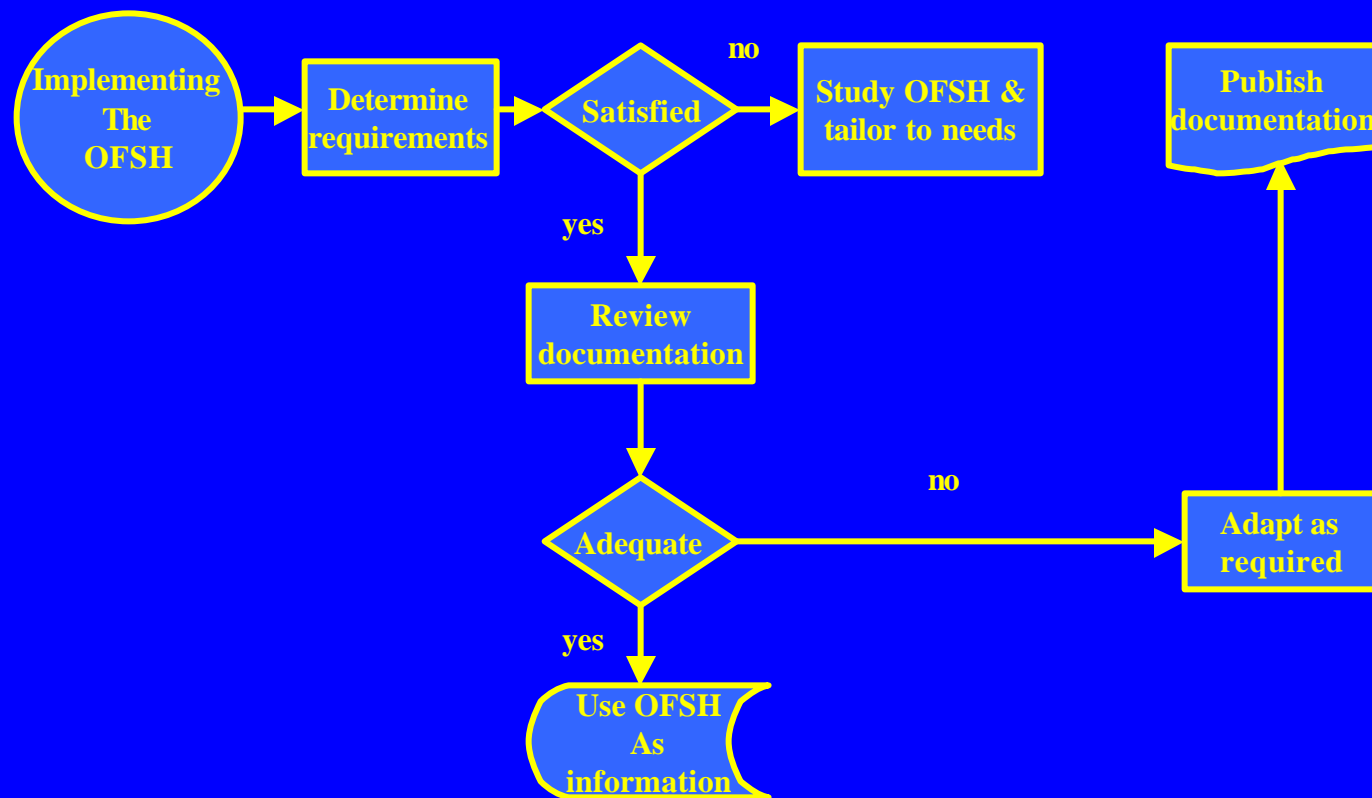 Implementing
The
OFSH
Determine
requirements
Satisfied
no
Study OFSH &
tailor to needs
Publish
documentation
yes
Review
documentation
Adequate
no
Adapt as
required
yes
Use OFSH
As
information